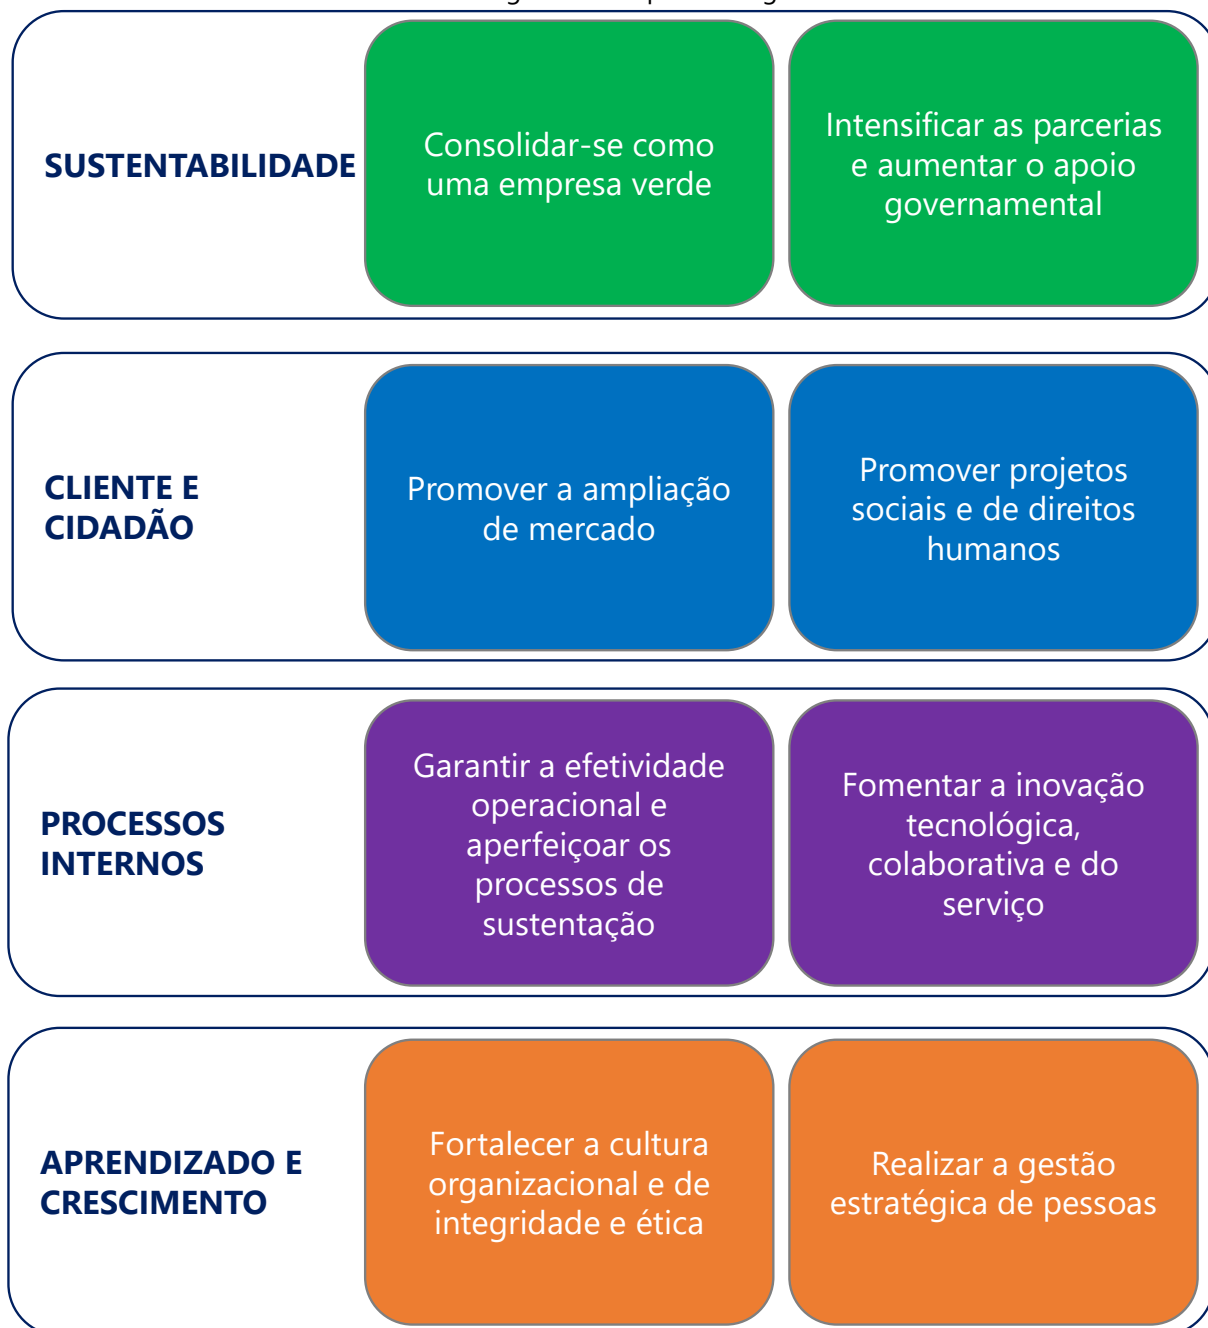 SUSTENTABILIDADE
Consolidar-se como
uma empresa verde
Intensificar as parcerias
e aumentar o apoio
governamental
CLIENTE E
CIDADÃO
Promover a ampliação
de mercado
Promover projetos
sociais e de direitos
humanos
PROCESSOS
INTERNOS
Garantir a efetividade
operacional e
aperfeiçoar os
processos de
sustentação
Fomentar a inovação
tecnológica,
colaborativa e do
serviço
APRENDIZADO E
CRESCIMENTO
Fortalecer a cultura
organizacional e de
integridade e ética
Realizar a gestão
estratégica de pessoas